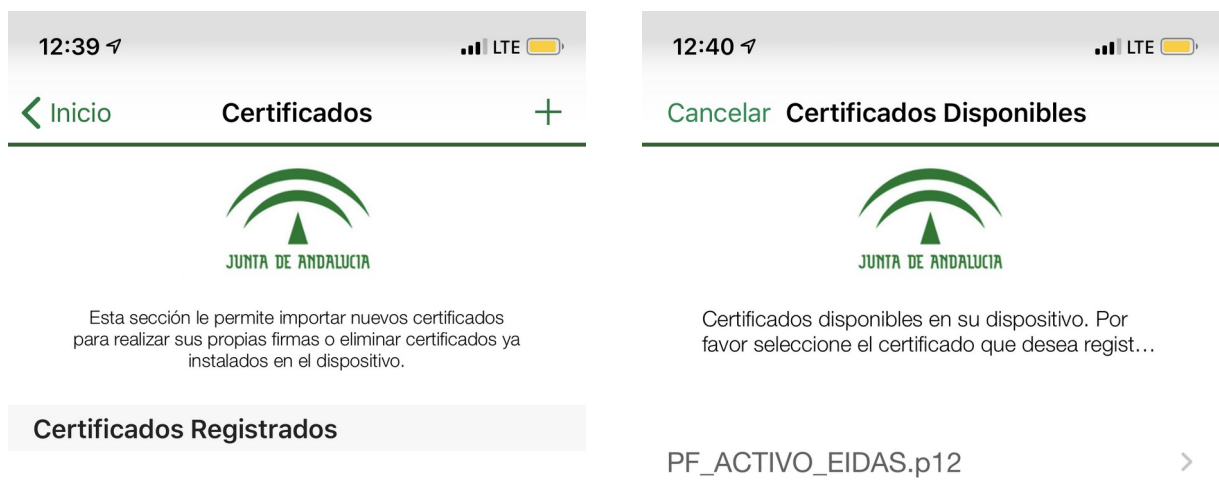 12:39
LTE
Inicio
Certificados
+
JUNTA DE ANDALUCIA
Esta sección le permite importar nuevos certificados
para realizar sus propias firmas o eliminar certificados ya
instalados en el dispositivo.
Certificados Registrados
12:40
LTE
Cancelar
Certificados Disponibles
JUNTA DE ANDALUCIA
Certificados disponibles en su dispositivo. Por
favor seleccione el certificado que desea regist…
PF_ACTIVO_EIDAS.p12